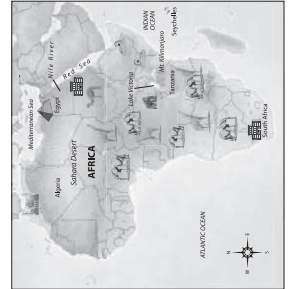 Mediterranean Sea
Nile River
Red Sea
Egypt
Algeria
Sahara Desert
AFRICA
Lake Victoria
Mt Kilimanjaro
Tanzania
INDIAN
OCEAN
Seychelles
South Africa
ATLANTIC OCEAN
N
W
E
S